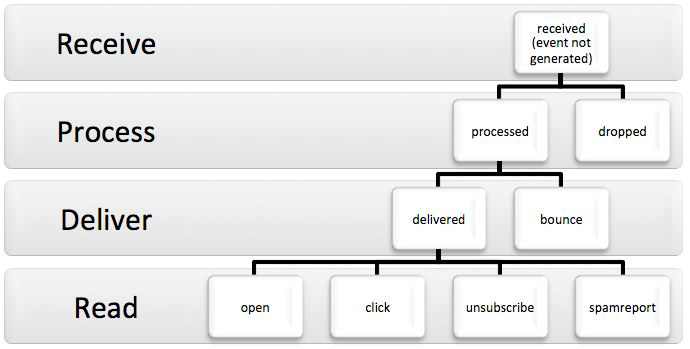 Receive
received
(event not
generated)
Process
processed
dropped
Deliver
delivered
bounce
Read
open
click
unsubscribe
spamreport